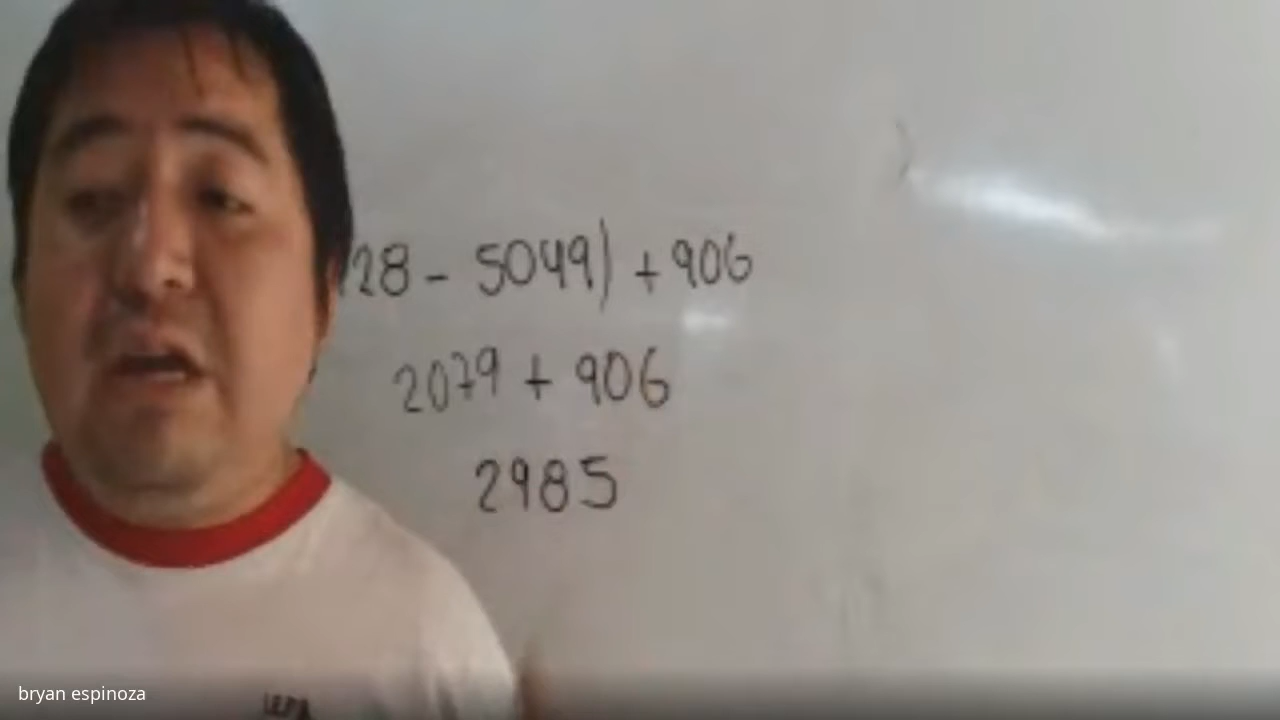 28 - 5049) + 906
2079 + 906
2985
bryan espinoza